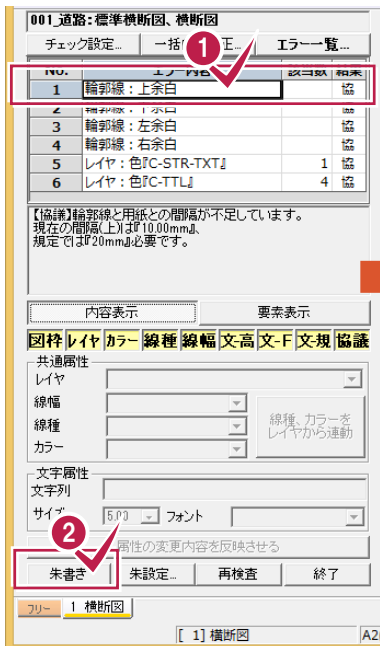 001_道路:標準横断図、横断図
チェック設定... 一括 正... エラー一覧...
No. エラー内容 該当数 結果
1 輪郭線:上余白 協
2 輪郭線:下余白 協
3 輪郭線:左余白 協
4 輪郭線:右余白 協
5 レイヤ:色『C-STR-TXT』 1 協
6 レイヤ:色『C-TTL』 4 協
【協議】輪郭線と用紙との間隔が不足しています。
現在の間隔(上)は『10.00mm』、
規定では『20mm』必要です。
内容表示 要素表示
図枠 レイヤ カラー 線種 線幅 文高 文-F 文規 協議
共通属性
レイヤ
線幅
線種
カラー
線種、カラーを
レイヤから連動
文字属性
文字列
サイズ 5.00 フォント
属性の変更内容を反映させる
朱書き 朱設定... 再検査 終了
フリー 1 横断図
[ 1] 横断図 A2
1
2